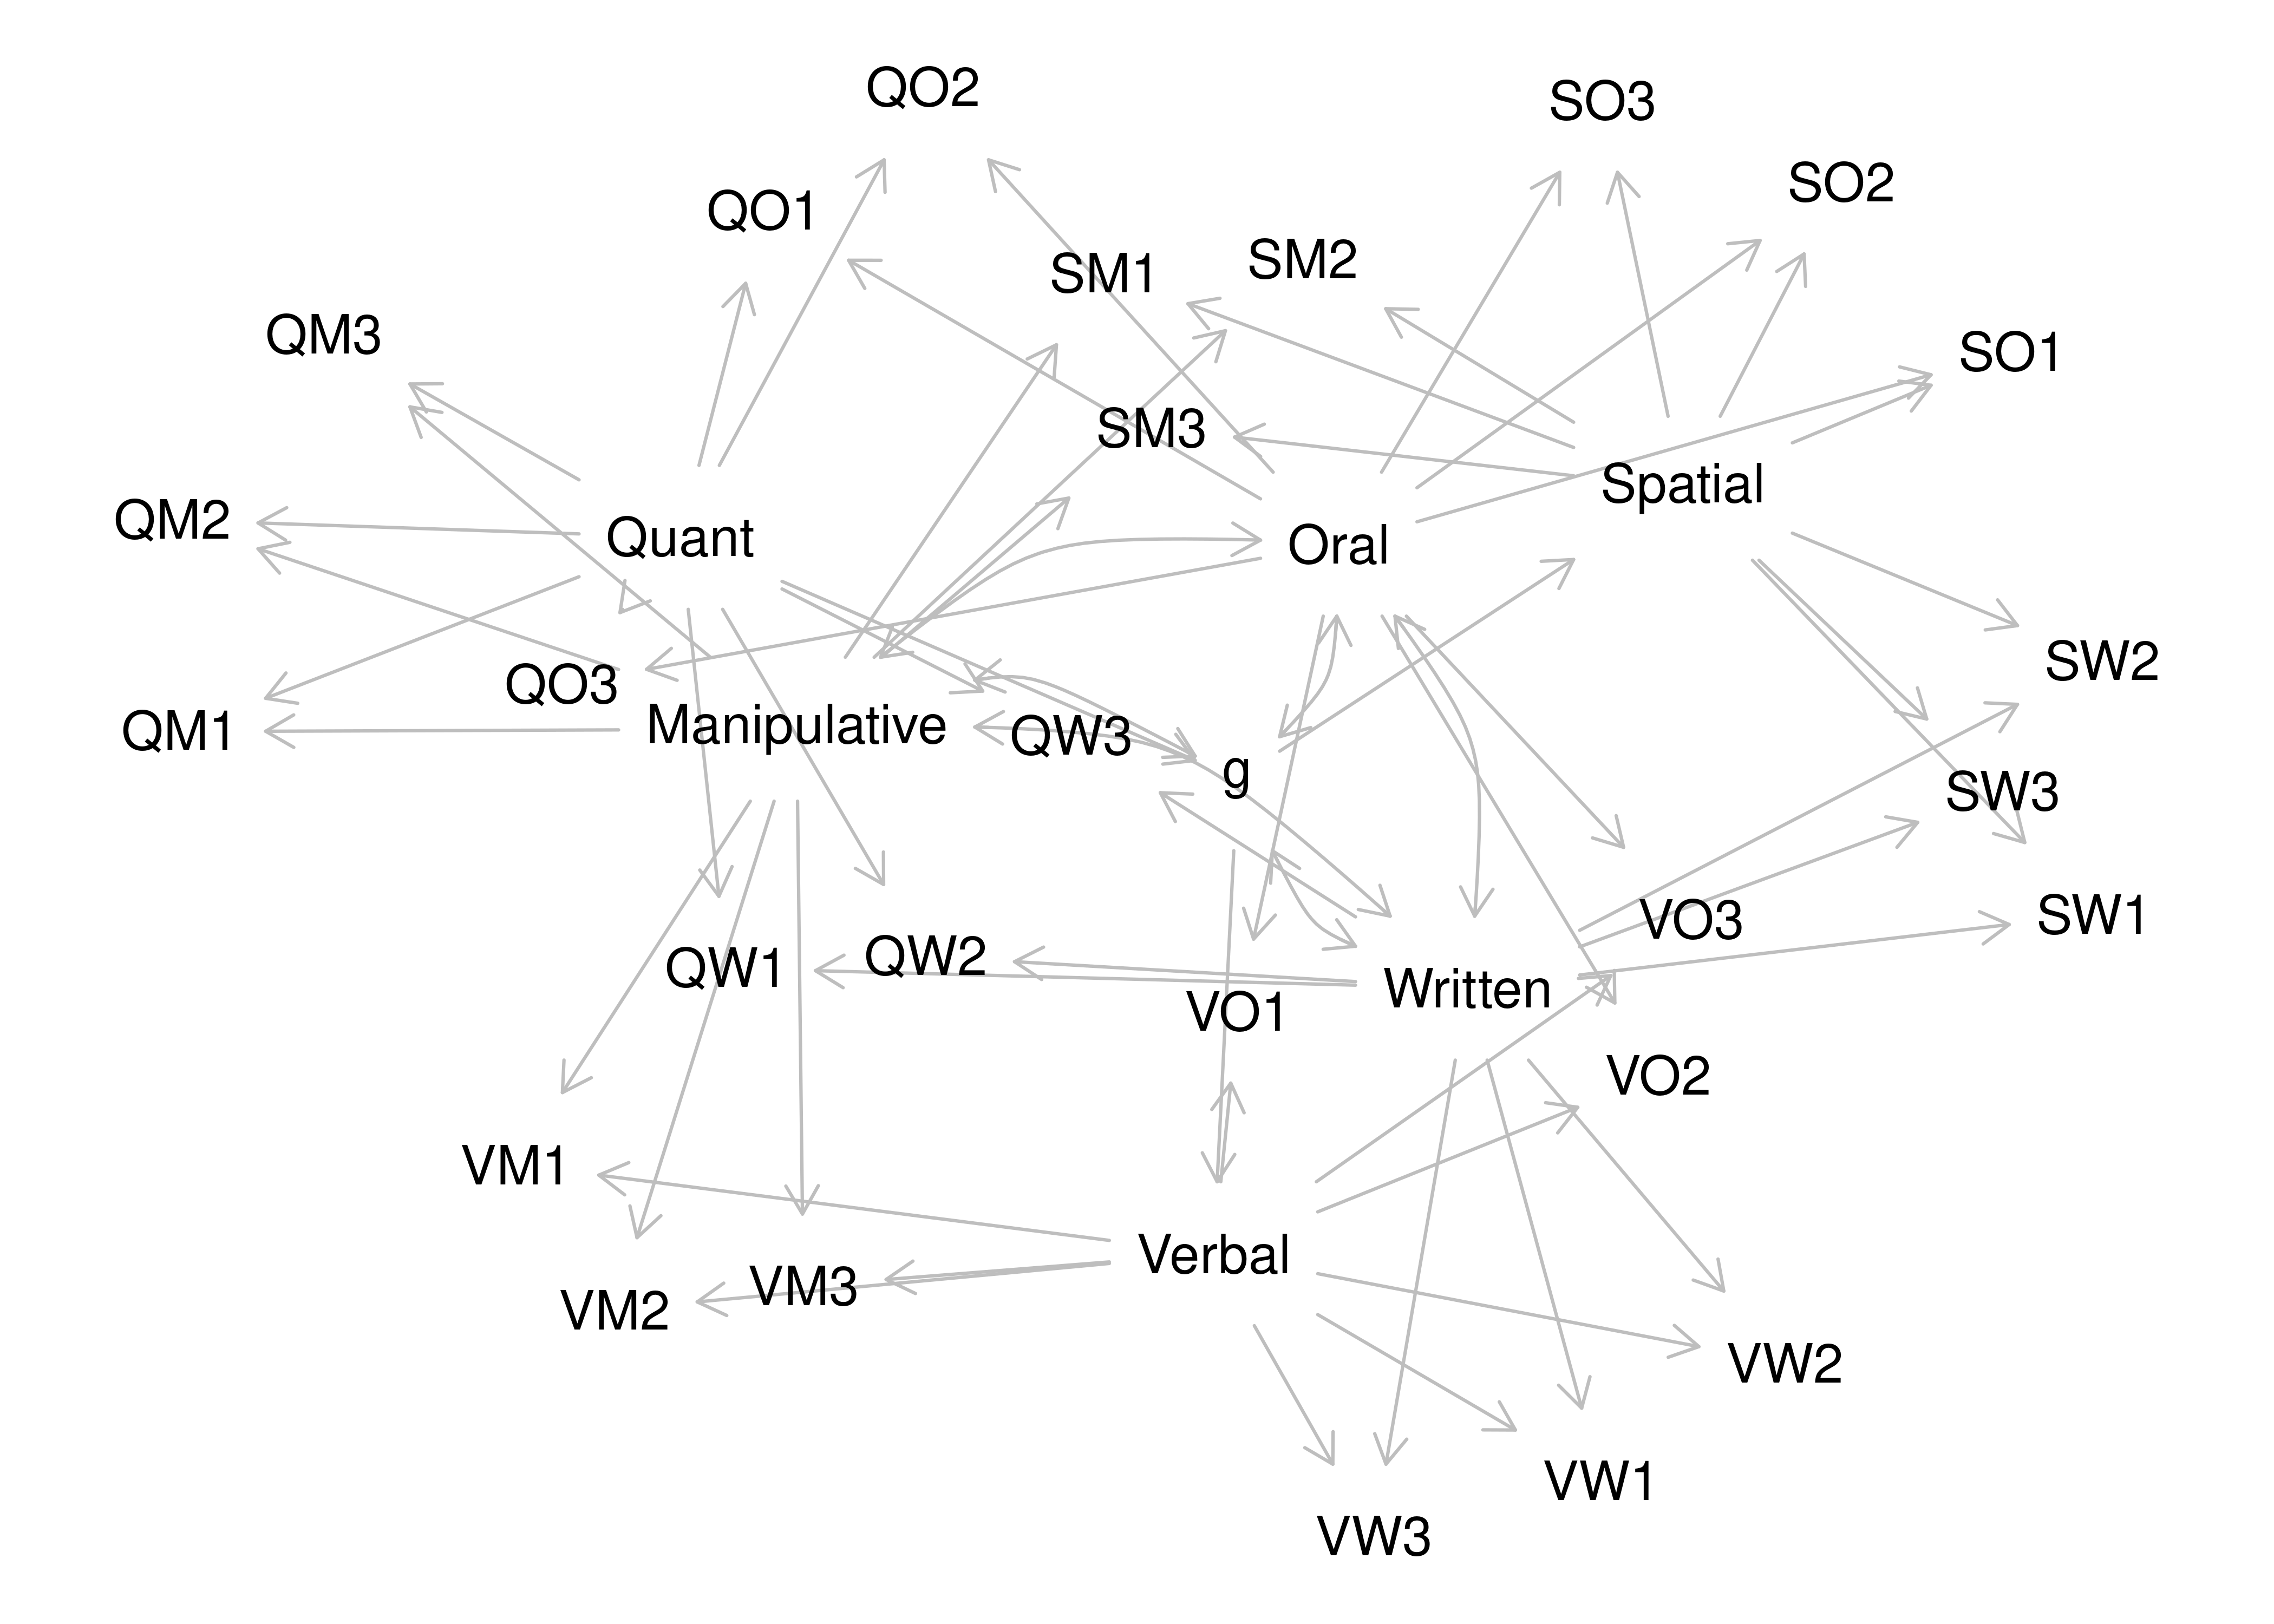 QO2
SO3
SO2
QO1
SM1
SM2
QM3
SO1
SM3
Spatial
QM2
Quant
Oral
SW2
QO3
QM1
Manipulative
QW3
g
SW3
VO3
SW1
QW1
QW2
Written
VO1
VO2
VM1
Verbal
VM3
VM2
VW2
VW1
VW3